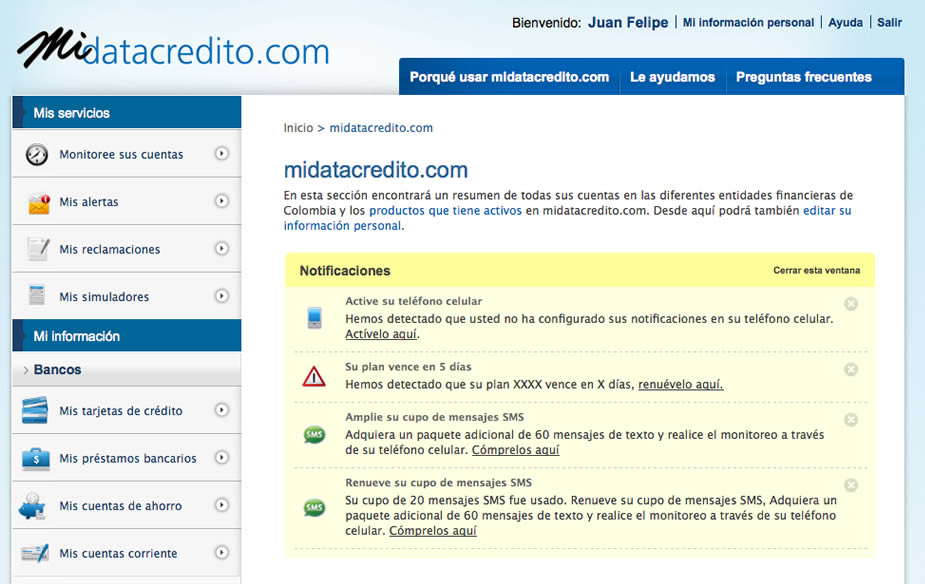 Bienvenido: Juan Felipe | Mi información personal | Ayuda | Salir
Midatacredito.com
Porqué usar midatacredito.com | Le ayudamos | Preguntas frecuentes
Mis servicios
Monitoree sus cuentas
Mis alertas
Mis reclamaciones
Mis simuladores
Mi información
> Bancos
Mis tarjetas de crédito
Mis préstamos bancarios
Mis cuentas de ahorro
Mis cuentas corriente
Inicio > midatacredito.com
midatacredito.com
En esta sección encontrará un resumen de todas sus cuentas en las diferentes entidades financieras de
Colombia y los productos que tiene activos en midatacredito.com. Desde aquí podrá también editar su
información personal.
Notificaciones
Cerrar esta ventana
Active su teléfono celular
Hemos detectado que usted no ha configurado sus notificaciones en su teléfono celular.
Actívelo aquí.
Su plan vence en 5 días
Hemos detectado que su plan XXXX vence en X días, renuévelo aquí.
SMS
Amplie su cupo de mensajes SMS
Adquiera un paquete adicional de 60 mensajes de texto y realice el monitoreo a través
de su teléfono celular. Cómprelos aquí
SMS
Renueve su cupo de mensajes SMS
Su cupo de 20 mensajes SMS fue usado. Renueve su cupo de mensajes SMS, Adquiera un
paquete adicional de 60 mensajes de texto y realice el monitoreo a través de su teléfono
celular. Cómprelos aquí